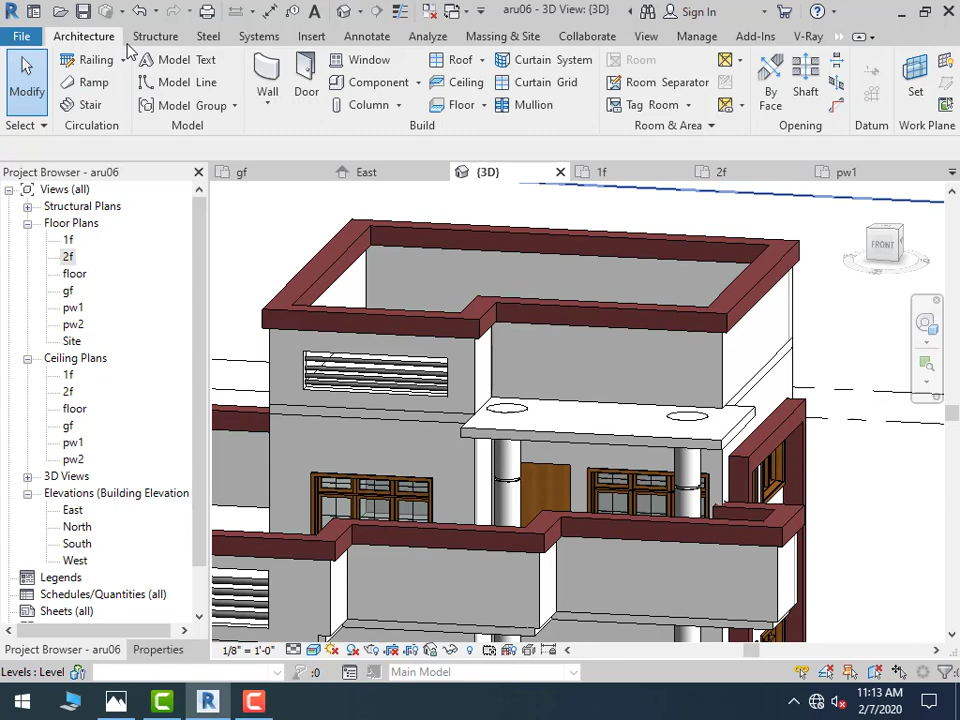 aru06 - 3D View: {3D}
Sign In
File Architecture Structure Steel Systems Insert Annotate Analyze Massing & Site Collaborate View Manage Add-Ins V-Ray
Modify
Railing
Ramp
Stair
Model Text
Model Line
Model Group
Wall
Door
Window
Component
Column
Roof
Ceiling
Floor
Curtain System
Curtain Grid
Mullion
Room
Room Separator
Tag Room
By Face
Shaft
Set
Select Circulation Model Build Room & Area Opening Datum Work Plane
Project Browser - aru06
gf East {3D} 1f 2f pw1
Views (all)
Structural Plans
Floor Plans
1f
2f
floor
gf
pw1
pw2
Site
Ceiling Plans
1f
2f
floor
gf
pw1
pw2
3D Views
Elevations (Building Elevation
East
North
South
West
Legends
Schedules/Quantities (all)
Sheets (all)
FRONT
Project Browser - aru06 Properties
1/8" = 1'-0"
Levels : Level
:0
Main Model
:0
11:13 AM
2/7/2020